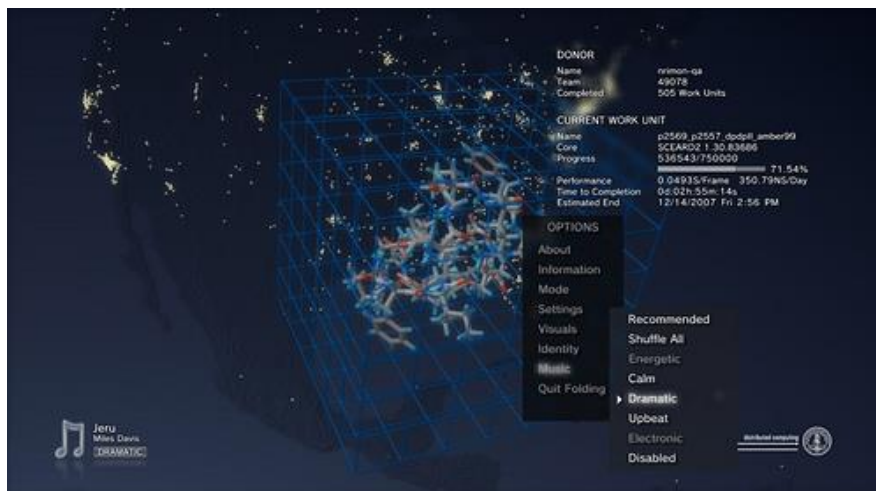 DONOR
Name nrimon-qa
Team 49078
Completed 505 Work Units
CURRENT WORK UNIT
Name p2569_p2557_dpdpll_amber99
Core SCEARD2 1.30.83686
Progress 536543/750000
71.54%
Performance 0.0493S/Frame 350.79NS/Day
Time to Completion 0d:02h:55m:14s
Estimated End 12/14/2007 Fri 2:56 PM
OPTIONS
About
Information
Mode
Settings
Visuals
Identity
Music
Quit Folding
Recommended
Shuffle All
Energetic
Calm
Dramatic
Upbeat
Electronic
Disabled
Jeru
Miles Davis
DRAMATIC
distributed computing